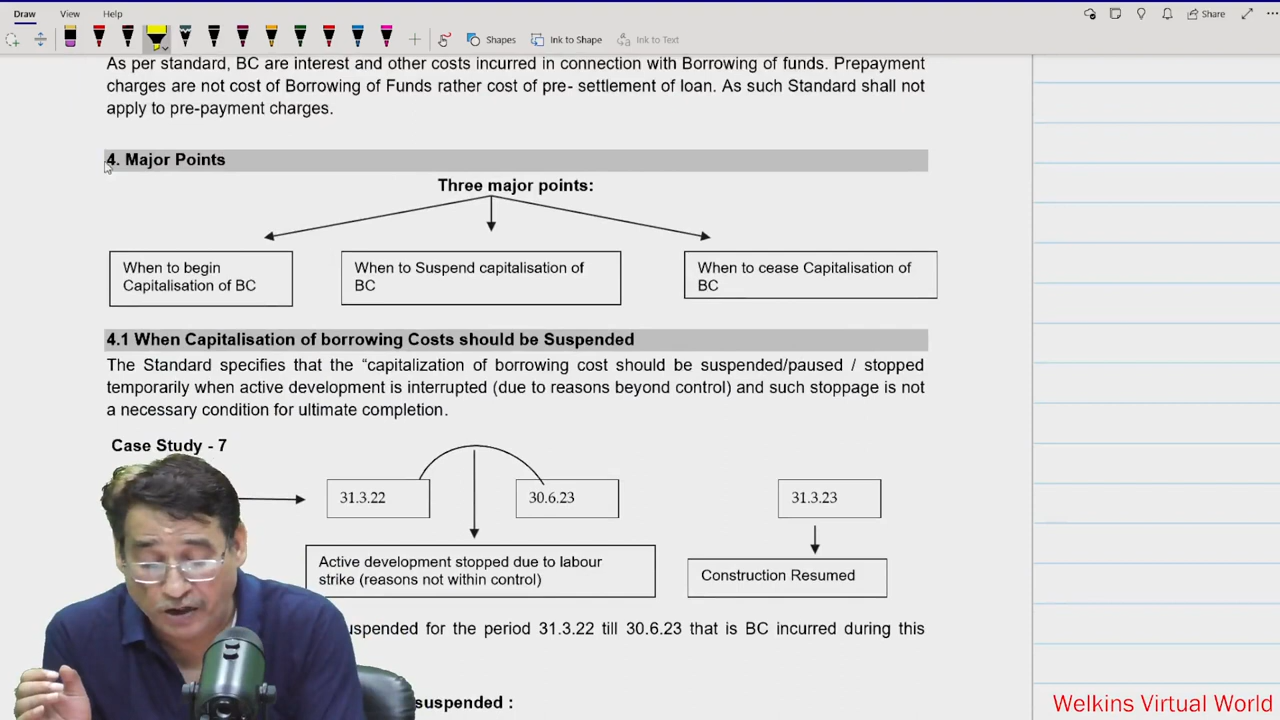 Draw View Help
Share
Shapes Ink to Shape Ink to Text
As per standard, BC are interest and other costs incurred in connection with Borrowing of funds. Prepayment
charges are not cost of Borrowing of Funds rather cost of pre- settlement of loan. As such Standard shall not
apply to pre-payment charges.
4. Major Points
Three major points:
When to begin
Capitalisation of BC
When to Suspend capitalisation of
BC
When to cease Capitalisation of
BC
4.1 When Capitalisation of borrowing Costs should be Suspended
The Standard specifies that the “capitalization of borrowing cost should be suspended/paused / stopped
temporarily when active development is interrupted (due to reasons beyond control) and such stoppage is not
a necessary condition for ultimate completion.
Case Study - 7
31.3.22
30.6.23
31.3.23
Active development stopped due to labour
strike (reasons not within control)
Construction Resumed
uspended for the period 31.3.22 till 30.6.23 that is BC incurred during this
suspended :
Welkins Virtual World